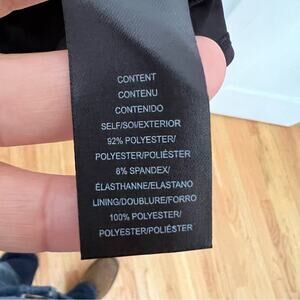 CONTENT
CONTENU
CONTENIDO
SELF/SOI/EXTERIOR
92% POLYESTER/
POLYESTER/POLIÉSTER
8% SPANDEX/
ÉLASTHANNE/ELASTANO
LINING/DOUBLURE/FORRO
100% POLYESTER/
POLYESTER/POLIÉSTER